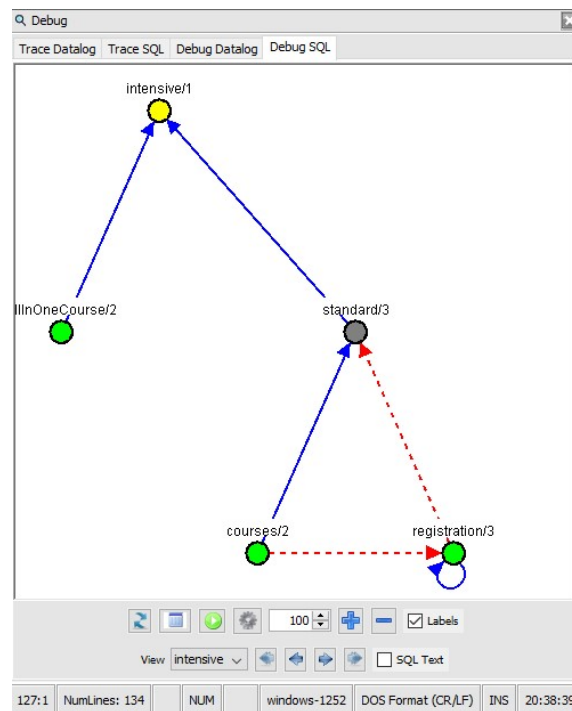 Debug
Trace Datalog Trace SQL Debug Datalog Debug SQL
intensive/1
llInOneCourse/2 standard/3
courses/2 registration/3
100 Labels
View intensive SQL Text
127:1 NumLines: 134 NUM windows-1252 DOS Format (CR/LF) INS 20:38:39